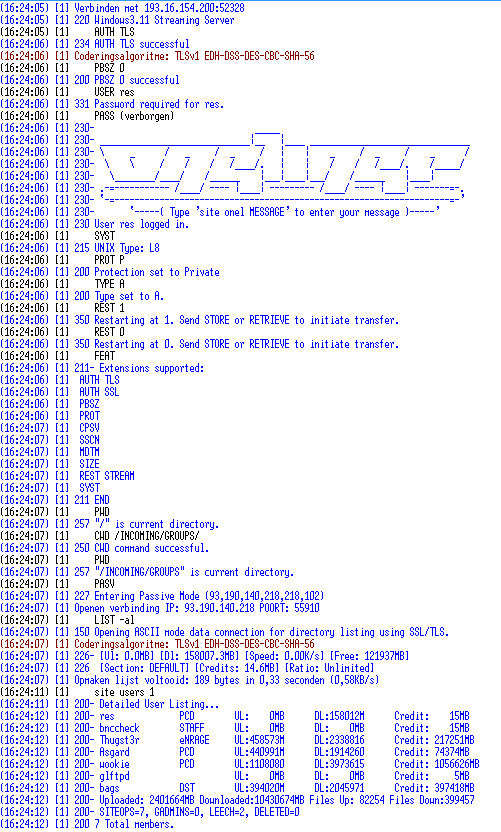 (16:24:05) [1] Verbinden met 193.16.154.200:52328
(16:24:05) [1] 220 Windows3.11 Streaming Server
(16:24:05) [1]     AUTH TLS
(16:24:06) [1] 234 AUTH TLS successful
(16:24:06) [1] Coderingsalgoritme: TLSv1 EDH-DSS-DES-CBC-SHA-56
(16:24:06) [1]     PBSZ 0
(16:24:06) [1] 200 PBSZ 0 successful
(16:24:06) [1]     USER res
(16:24:06) [1] 331 Password required for res.
(16:24:06) [1]     PASS (verborgen)
(16:24:06) [1] 230-
(16:24:06) [1] 230-
(16:24:06) [1] 230-
(16:24:06) [1] 230-
(16:24:06) [1] 230-
(16:24:06) [1] 230-
(16:24:06) [1] 230-
(16:24:06) [1] 230-      '-----( Type 'site onel MESSAGE' to enter your message )-----'
(16:24:06) [1] 230 User res logged in.
(16:24:06) [1]     SYST
(16:24:06) [1] 215 UNIX Type: L8
(16:24:06) [1]     PROT P
(16:24:06) [1] 200 Protection set to Private
(16:24:06) [1]     TYPE A
(16:24:06) [1] 200 Type set to A.
(16:24:06) [1]     REST 1
(16:24:06) [1] 350 Restarting at 1. Send STORE or RETRIEVE to initiate transfer.
(16:24:06) [1]     REST 0
(16:24:06) [1] 350 Restarting at 0. Send STORE or RETRIEVE to initiate transfer.
(16:24:06) [1]     FEAT
(16:24:06) [1] 211- Extensions supported:
(16:24:06) [1]  AUTH TLS
(16:24:06) [1]  AUTH SSL
(16:24:06) [1]  PBSZ
(16:24:06) [1]  PROT
(16:24:07) [1]  CPSV
(16:24:07) [1]  SSCN
(16:24:07) [1]  MDTM
(16:24:07) [1]  SIZE
(16:24:07) [1]  REST STREAM
(16:24:07) [1]  SYST
(16:24:07) [1] 211 END
(16:24:07) [1]     PWD
(16:24:07) [1] 257 "/" is current directory.
(16:24:07) [1]     CWD /INCOMING/GROUPS/
(16:24:07) [1] 250 CWD command successful.
(16:24:07) [1]     PWD
(16:24:07) [1] 257 "/INCOMING/GROUPS" is current directory.
(16:24:07) [1]     PASV
(16:24:07) [1] 227 Entering Passive Mode (93,190,140,218,218,102)
(16:24:07) [1] Openen verbinding IP: 93.190.140.218 POORT: 55910
(16:24:07) [1]     LIST -al
(16:24:07) [1] 150 Opening ASCII mode data connection for directory listing using SSL/TLS.
(16:24:07) [1] Coderingsalgoritme: TLSv1 EDH-DSS-DES-CBC-SHA-56
(16:24:07) [1] 226- [Ul: 0.0MB] [Dl: 158007.3MB] [Speed: 0.00K/s] [Free: 121937MB]
(16:24:07) [1] 226  [Section: DEFAULT] [Credits: 14.6MB] [Ratio: Unlimited]
(16:24:07) [1] Opmaken lijst voltooid: 189 bytes in 0,33 seconden (0,58KB/s)
(16:24:11) [1]     site users 1
(16:24:12) [1] 200- Detailed User Listing...
(16:24:12) [1] 200- res          PCD       UL:    0MB     DL:158012M     Credit:    15MB
(16:24:12) [1] 200- bnccheck     STAFF     UL:    0MB     DL:    0MB     Credit:    15MB
(16:24:12) [1] 200- Thugst3r     eNRAGE    UL:458573M     DL:2338816     Credit: 217251MB
(16:24:12) [1] 200- Asgard       PCD       UL:440991M     DL:1914260     Credit: 74374MB
(16:24:12) [1] 200- wookie       PCD       UL:1108080     DL:3973615     Credit: 1056626MB
(16:24:12) [1] 200- glftpd                 UL:    0MB     DL:    0MB     Credit:     5MB
(16:24:12) [1] 200- bags         DST       UL:394020M     DL:2045971     Credit: 397418MB
(16:24:12) [1] 200- Uploaded: 2401664MB Downloaded:10430674MB Files Up: 82254 Files Down:399457
(16:24:12) [1] 200- SITEOPS=7, GADMINS=0, LEECH=2, DELETED=0
(16:24:12) [1] 200 7 Total members.